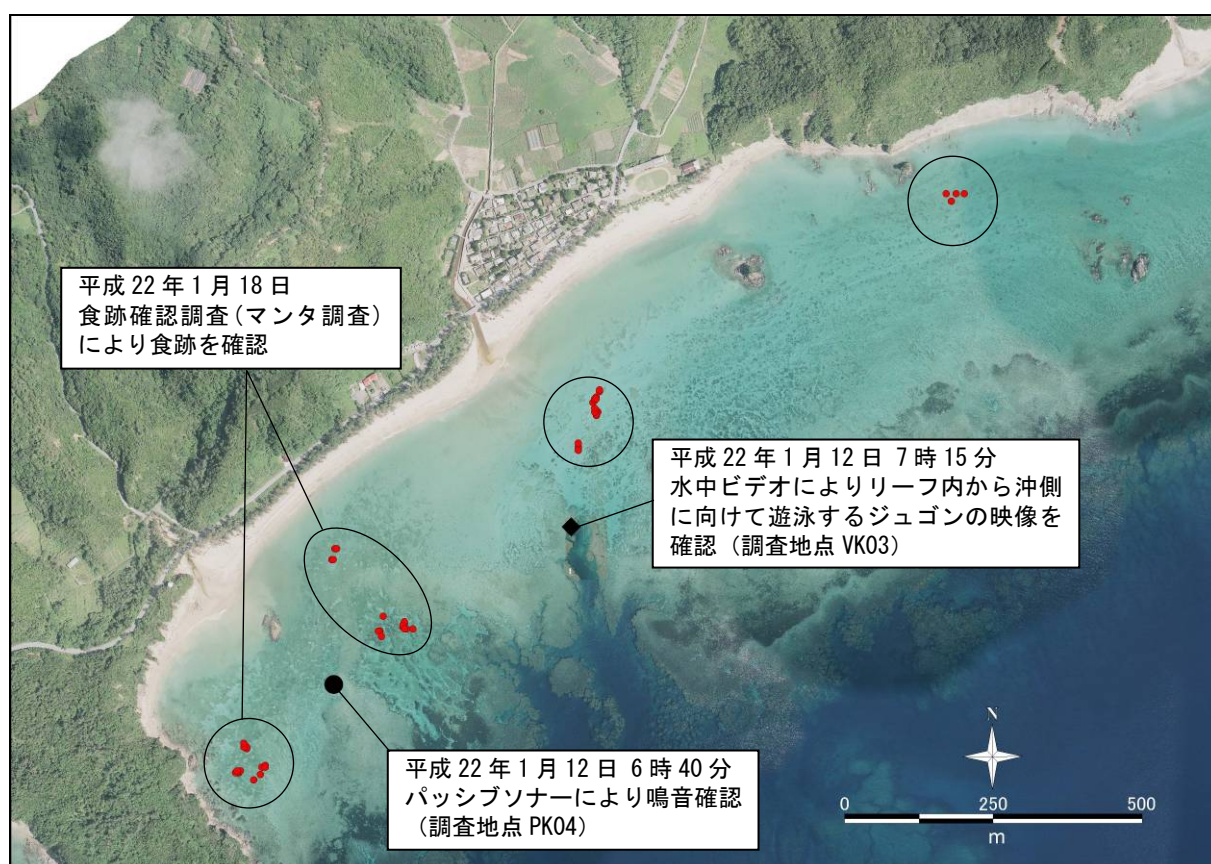 平成 22 年 1 月 18 日
食跡確認調査(マンタ調査)
により食跡を確認
平成 22 年 1 月 12 日 7 時 15 分
水中ビデオによりリーフ内から沖側
に向けて遊泳するジュゴンの映像を
確認(調査地点 VK03)
平成 22 年 1 月 12 日 6 時 40 分
パッシブソナーにより鳴音確認
(調査地点 PK04)
N
0 250 500
m